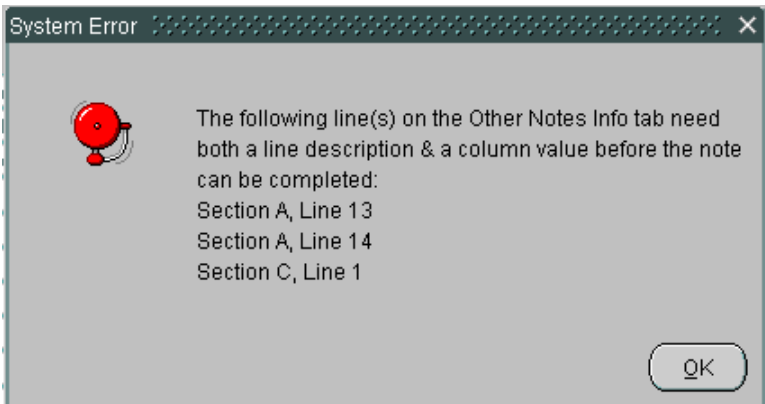 System Error
The following line(s) on the Other Notes Info tab need
both a line description & a column value before the note
can be completed:
Section A, Line 13
Section A, Line 14
Section C, Line 1
OK